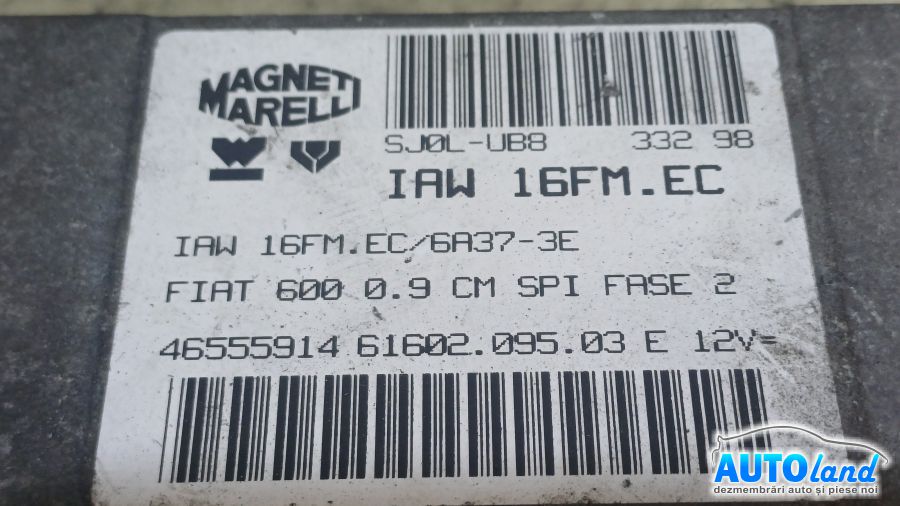 MAGNETI
MARELLI
SJ0L-UB8 332 98
IAW 16FM.EC
IAW 16FM.EC/6A37-3E
FIAT 600 0.9 CM SPI FASE 2
46555914 61602.095.03 E 12V=
AUTOland
dezmembrări auto și piese noi